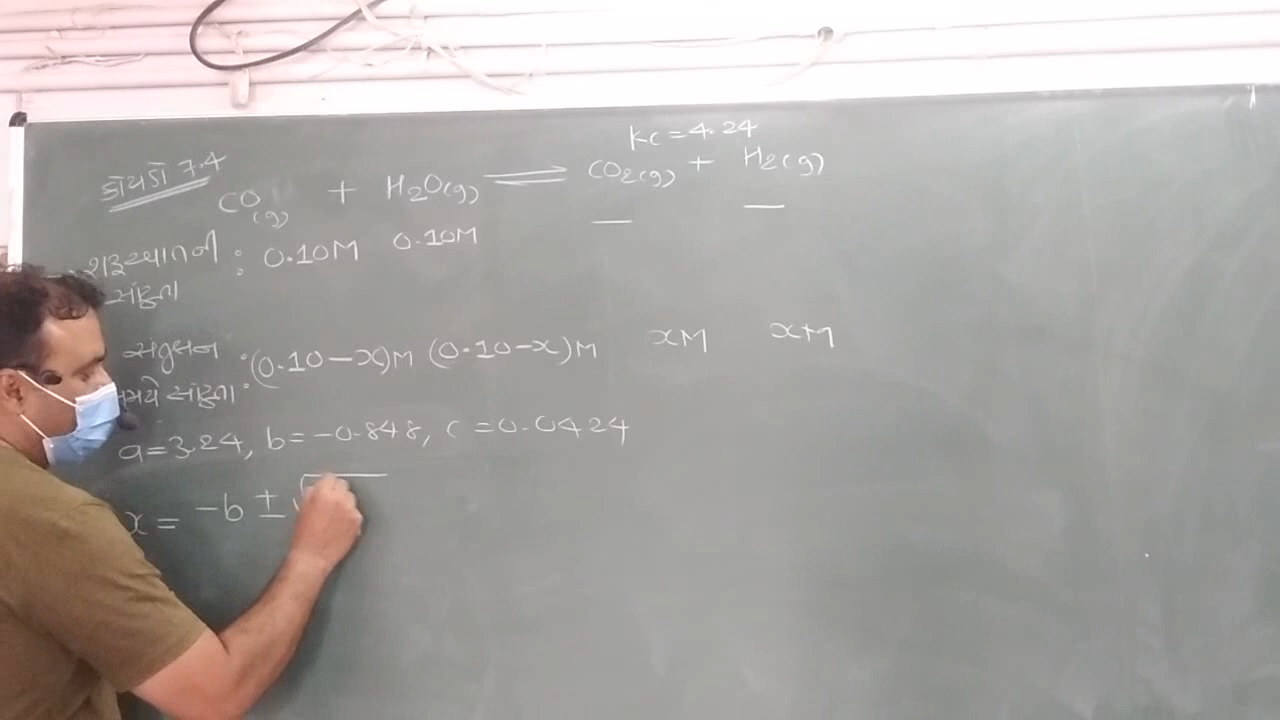 કોયડો 7.4
Kc = 4.24
CO(g) + H2O(g) ⇌ CO2(g) + H2(g)
શરૂઆતની : 0.10M 0.10M — —
સાંદ્રતા
સંતુલન : (0.10-x)M (0.10-x)M xM xM
સમયે સાંદ્રતા
a=3.24, b=-0.848, c=0.0424
x = -b ± √